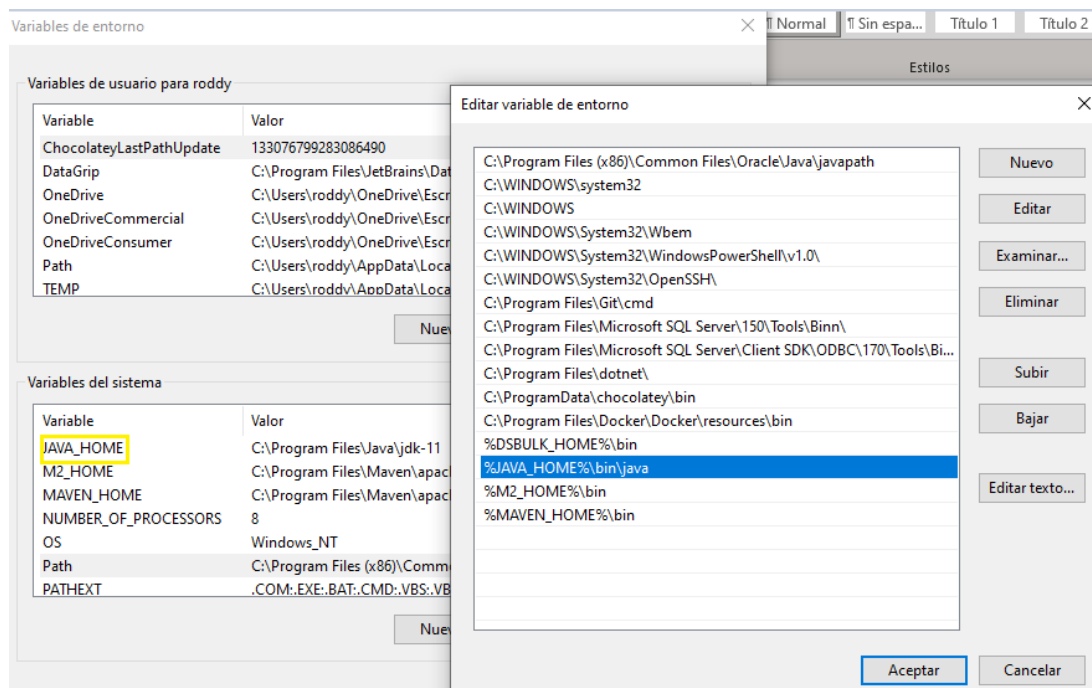 Variables de entorno
¶ Normal
¶ Sin espa...
Título 1
Título 2
Estilos
Variables de usuario para roddy
Variable Valor
ChocolateyLastPathUpdate 133076799283086490
DataGrip C:\Program Files\JetBrains\Dat
OneDrive C:\Users\roddy\OneDrive\Escr
OneDriveCommercial C:\Users\roddy\OneDrive\Escr
OneDriveConsumer C:\Users\roddy\OneDrive\Escr
Path C:\Users\roddy\AppData\Loca
TEMP C:\Users\roddy\AppData\Loca
Nuev
Variables del sistema
Variable Valor
JAVA_HOME C:\Program Files\Java\jdk-11
M2_HOME C:\Program Files\Maven\apac
MAVEN_HOME C:\Program Files\Maven\apac
NUMBER_OF_PROCESSORS 8
OS Windows_NT
Path C:\Program Files (x86)\Comm
PATHEXT .COM;.EXE;.BAT;.CMD;.VBS;.VB
Nuev
Editar variable de entorno
C:\Program Files (x86)\Common Files\Oracle\Java\javapath
C:\WINDOWS\system32
C:\WINDOWS
C:\WINDOWS\System32\Wbem
C:\WINDOWS\System32\WindowsPowerShell\v1.0\
C:\WINDOWS\System32\OpenSSH\
C:\Program Files\Git\cmd
C:\Program Files\Microsoft SQL Server\150\Tools\Binn\
C:\Program Files\Microsoft SQL Server\Client SDK\ODBC\170\Tools\Bi...
C:\Program Files\dotnet\
C:\ProgramData\chocolatey\bin
C:\Program Files\Docker\Docker\resources\bin
%DSBULK_HOME%\bin
%JAVA_HOME%\bin\java
%M2_HOME%\bin
%MAVEN_HOME%\bin
Nuevo
Editar
Examinar...
Eliminar
Subir
Bajar
Editar texto...
Aceptar
Cancelar